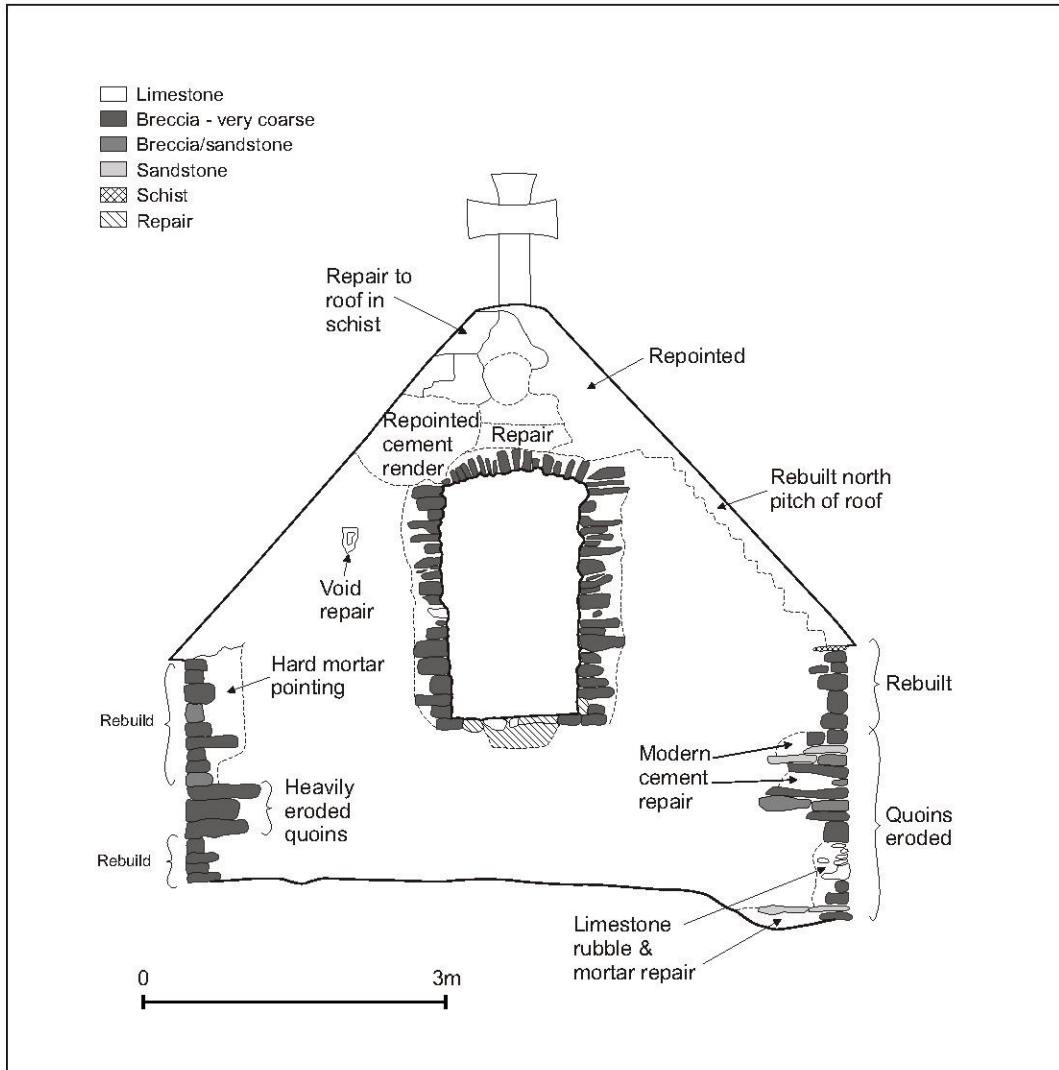 Limestone
Breccia - very coarse
Breccia/sandstone
Sandstone
Schist
Repair
Repair to
roof in
schist
Repointed
Repointed
cement
render
Repair
Rebuilt north
pitch of roof
Void
repair
Hard mortar
pointing
Rebuild
Rebuilt
Modern
cement
repair
Heavily
eroded
quoins
Quoins
eroded
Rebuild
Limestone
rubble &
mortar repair
0
3m